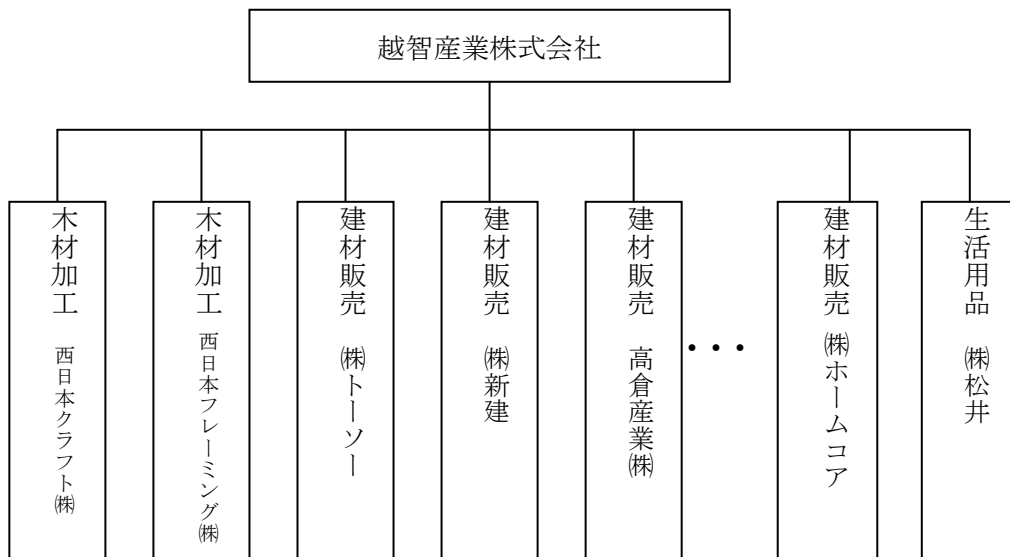 越智産業株式会社
木材加工 西日本クラフト㈱
木材加工 西日本フレーミング㈱
建材販売 ㈱トーソー
建材販売 ㈱新建
建材販売 高倉産業㈱
・・・
建材販売 ㈱ホームコア
生活用品 ㈱松井